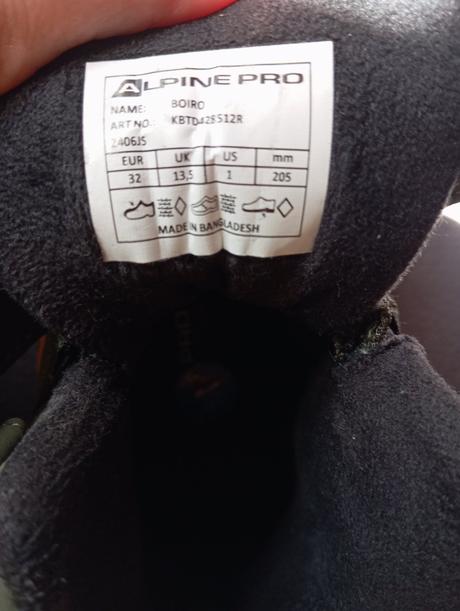 ALPINE PRO
NAME: BOIRO
ART NO.: KBTD428512R
2406JS
EUR UK US mm
32 13,5 1 205
MADE IN BANGLADESH